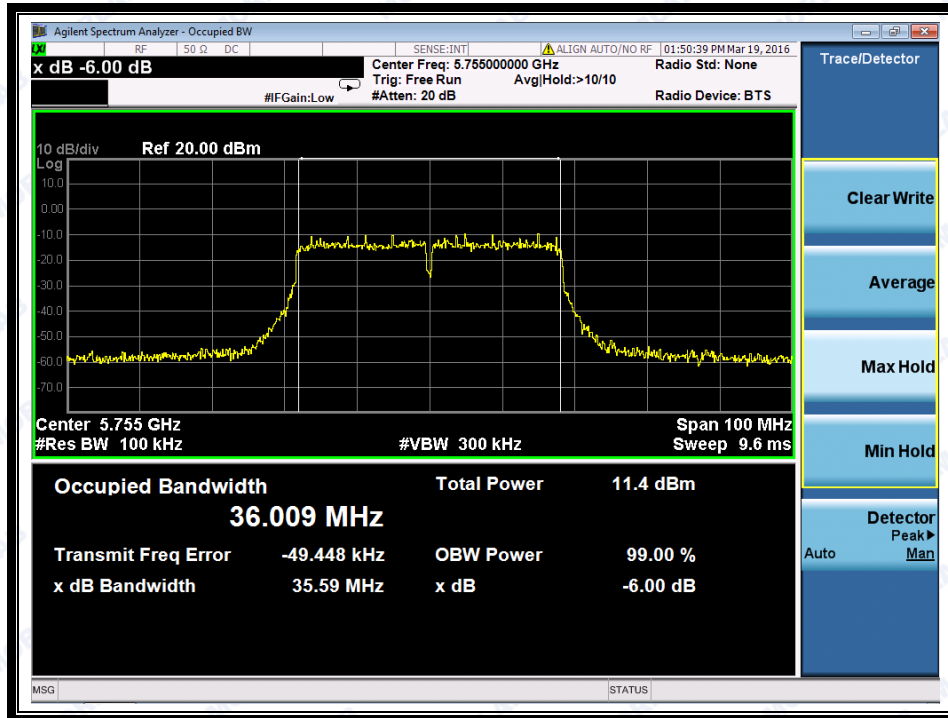 Agilent Spectrum Analyzer - Occupied BW
LXI RF 50 Ω DC SENSE:INT ALIGN AUTO/NO RF 01:50:39 PM Mar 19, 2016
x dB -6.00 dB
Center Freq: 5.755000000 GHz Radio Std: None
Trig: Free Run Avg|Hold:>10/10
#IFGain:Low #Atten: 20 dB Radio Device: BTS
Trace/Detector
10 dB/div Ref 20.00 dBm
Log
10.0
0.00
-10.0
-20.0
-30.0
-40.0
-50.0
-60.0
-70.0
Center 5.755 GHz Span 100 MHz
#Res BW 100 kHz #VBW 300 kHz Sweep 9.6 ms
Occupied Bandwidth Total Power 11.4 dBm
36.009 MHz
Transmit Freq Error -49.448 kHz OBW Power 99.00 %
x dB Bandwidth 35.59 MHz x dB -6.00 dB
Clear Write
Average
Max Hold
Min Hold
Detector
Peak▶
Auto Man
MSG STATUS